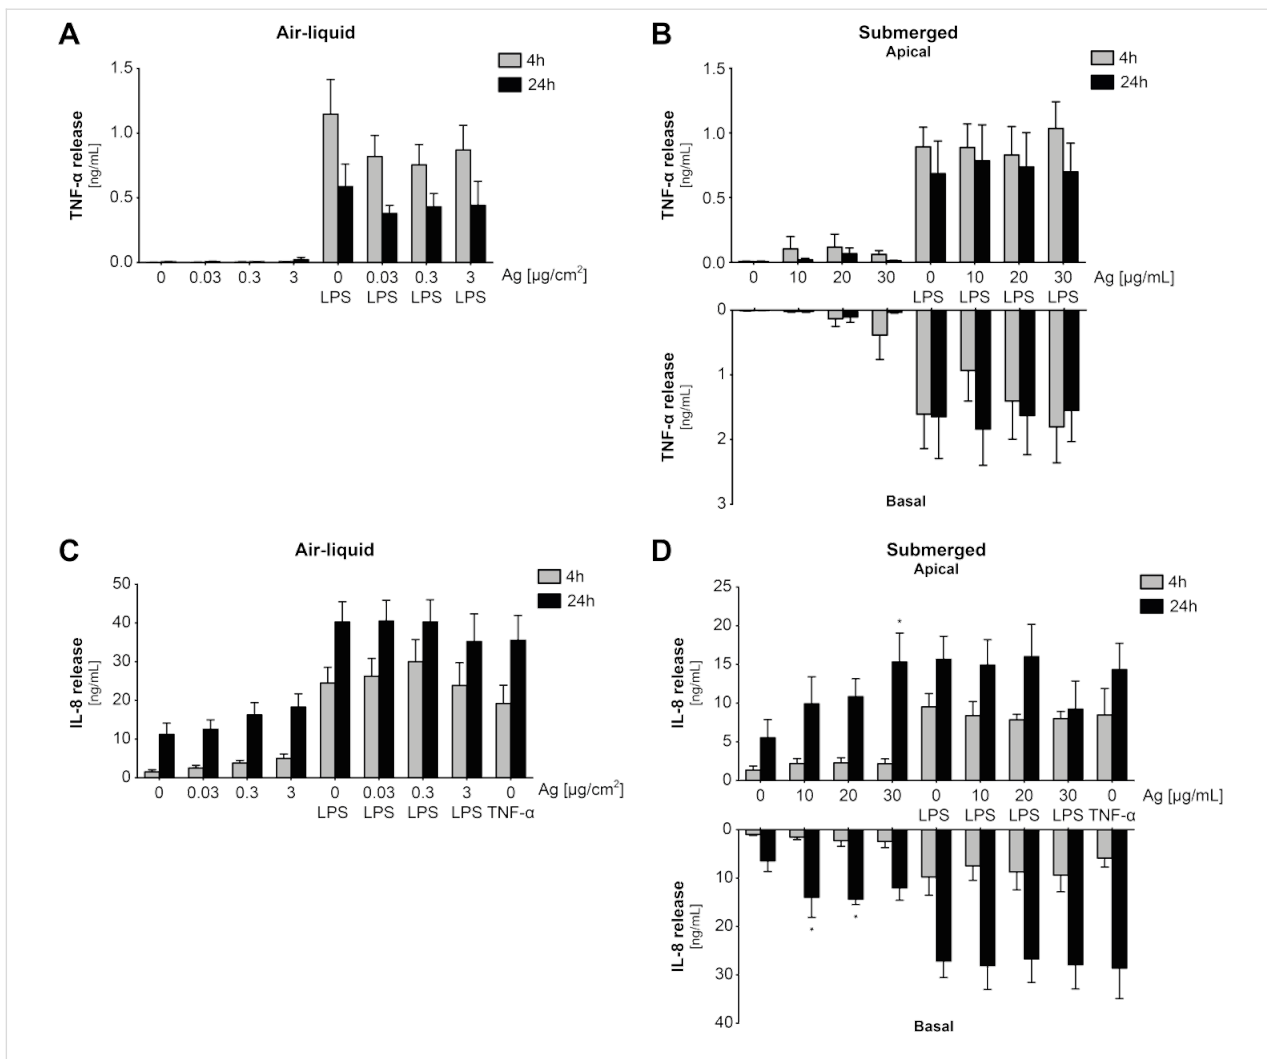 A
Air-liquid
4h
24h
1.5
1.0
0.5
0.0
TNF-α release
[ng/mL]
0 0.03 0.3 3 0 0.03 0.3 3 Ag [µg/cm²]
LPS LPS LPS LPS
B
Submerged
Apical
4h
24h
1.5
1.0
0.5
0.0
TNF-α release
[ng/mL]
0 10 20 30 0 10 20 30 Ag [µg/mL]
LPS LPS LPS LPS
0
1
2
3
TNF-α release
[ng/mL]
Basal
C
Air-liquid
4h
24h
50
40
30
20
10
0
IL-8 release
[ng/mL]
0 0.03 0.3 3 0 0.03 0.3 3 0 Ag [µg/cm²]
LPS LPS LPS LPS TNF-α
D
Submerged
Apical
4h
24h
25
20
15
10
5
0
IL-8 release
[ng/mL]
*
0 10 20 30 0 10 20 30 0 Ag [µg/mL]
LPS LPS LPS LPS TNF-α
0
10
20
30
40
IL-8 release
[ng/mL]
* *
Basal